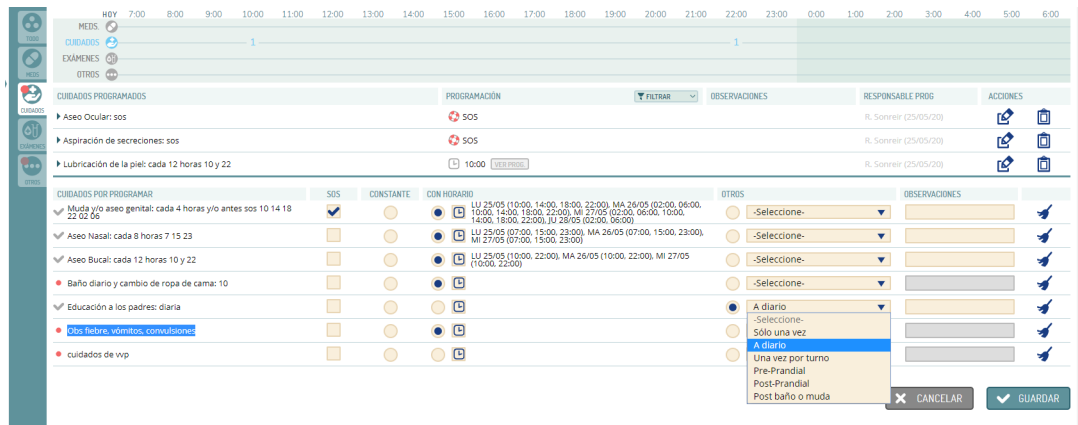 HOY 7:00 8:00 9:00 10:00 11:00 12:00 13:00 14:00 15:00 16:00 17:00 18:00 19:00 20:00 21:00 22:00 23:00 0:00 1:00 2:00 3:00 4:00 5:00 6:00
TODO
MEDS.
CUIDADOS 1 1
EXÁMENES
OTROS
MEDS.
CUIDADOS
EXÁMENES
OTROS
CUIDADOS PROGRAMADOS PROGRAMACIÓN FILTRAR OBSERVACIONES RESPONSABLE PROG ACCIONES
Aseo Ocular: sos SOS R. Sonreir (25/05/20)
Aspiración de secreciones: sos SOS R. Sonreir (25/05/20)
Lubricación de la piel: cada 12 horas 10 y 22 10:00 VER PROG. R. Sonreir (25/05/20)
CUIDADOS POR PROGRAMAR SOS CONSTANTE CON HORARIO OTROS OBSERVACIONES
Muda y/o aseo genital: cada 4 horas y/o antes sos 10 14 18
22 02 06
LU 25/05 (10:00, 14:00, 18:00, 22:00), MA 26/05 (02:00, 06:00,
10:00, 14:00, 18:00, 22:00), MI 27/05 (02:00, 06:00, 10:00,
14:00, 18:00, 22:00), JU 28/05 (02:00, 06:00)
-Seleccione-
Aseo Nasal: cada 8 horas 7 15 23
LU 25/05 (07:00, 15:00, 23:00), MA 26/05 (07:00, 15:00, 23:00),
MI 27/05 (07:00, 15:00, 23:00)
-Seleccione-
Aseo Bucal: cada 12 horas 10 y 22
LU 25/05 (10:00, 22:00), MA 26/05 (10:00, 22:00), MI 27/05
(10:00, 22:00)
-Seleccione-
Baño diario y cambio de ropa de cama: 10 -Seleccione-
Educación a los padres: diaria A diario
Obs fiebre, vómitos, convulsiones
cuidados de vvp
-Seleccione-
Sólo una vez
A diario
Una vez por turno
Pre-Prandial
Post-Prandial
Post baño o muda
CANCELAR GUARDAR